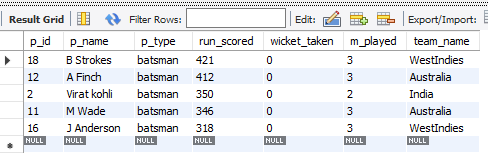 Result Grid Filter Rows: Edit: Export/Import:
p_id p_name p_type run_scored wicket_taken m_played team_name
18 B Strokes batsman 421 0 3 WestIndies
12 A Finch batsman 412 0 3 Australia
2 Virat kohli batsman 350 0 2 India
11 M Wade batsman 346 0 3 Australia
16 J Anderson batsman 318 0 3 WestIndies
NULL NULL NULL NULL NULL NULL NULL